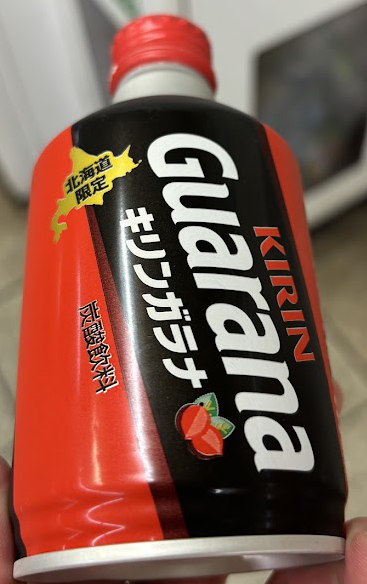 北海道
限定
KIRIN
Guarana
キリンガラナ
炭酸飲料